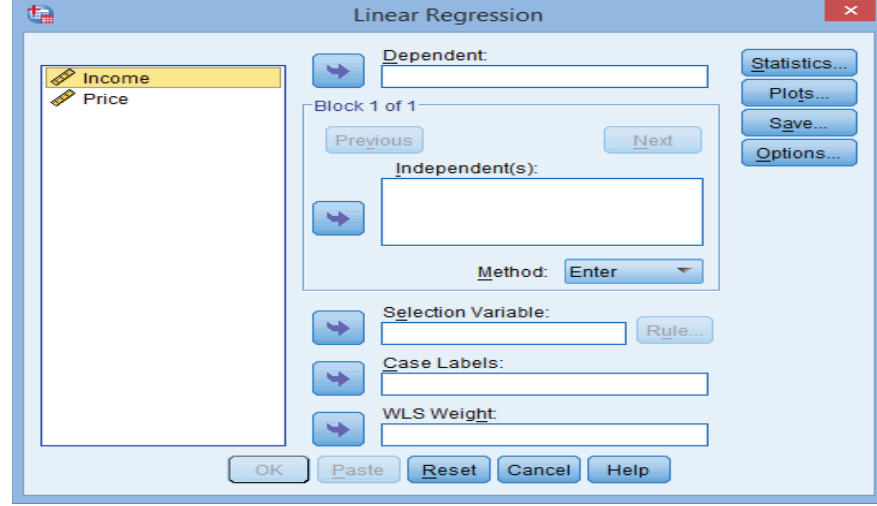 Linear Regression
Income
Price
Dependent:
Block 1 of 1
Previous
Next
Independent(s):
Method:
Enter
Selection Variable:
Rule...
Case Labels:
WLS Weight:
Statistics...
Plots...
Save...
Options...
OK
Paste
Reset
Cancel
Help